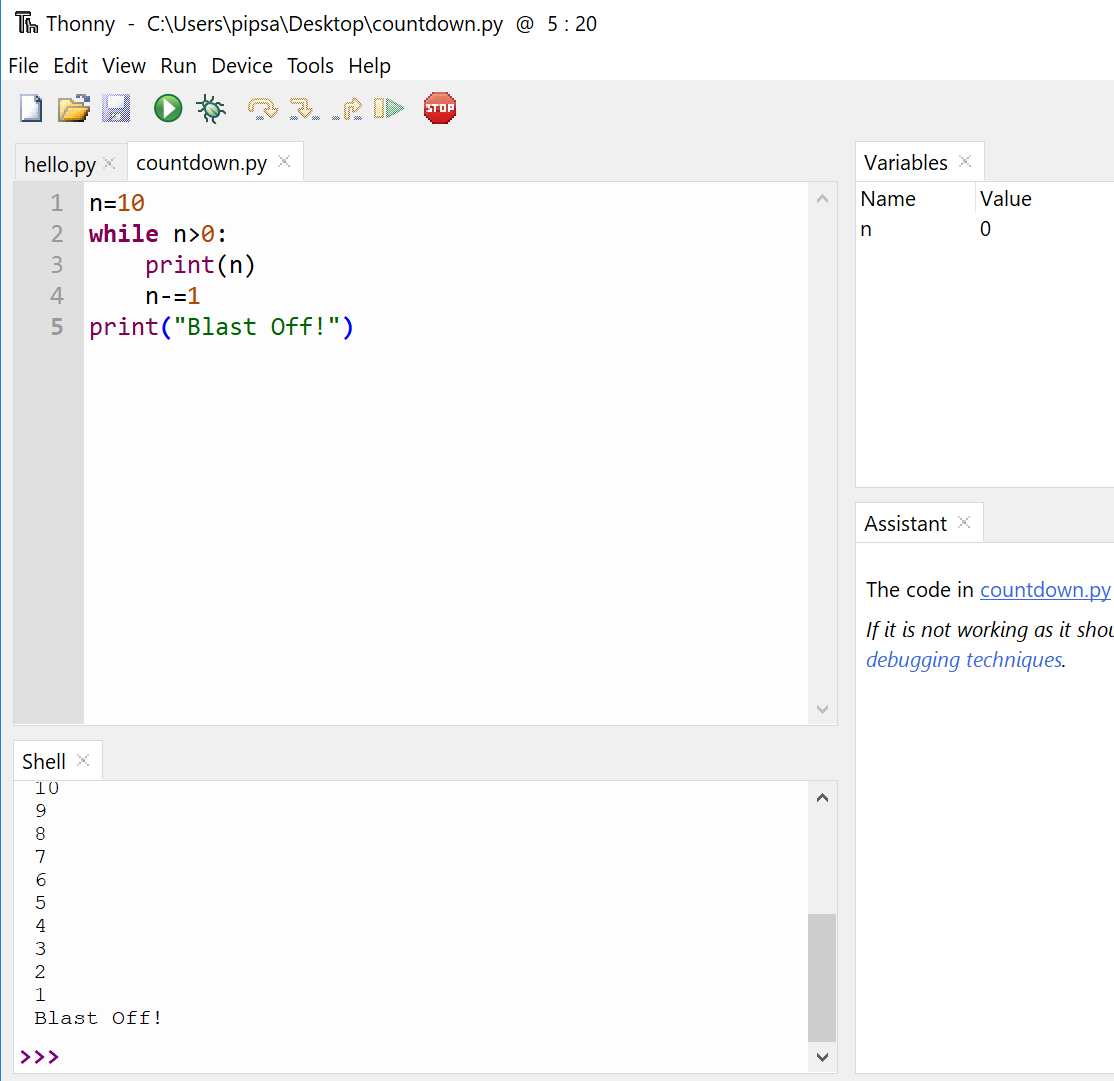 Thonny - C:\Users\pipsa\Desktop\countdown.py @ 5 : 20
File Edit View Run Device Tools Help
STOP
hello.py countdown.py
1 n=10
2 while n>0:
3     print(n)
4     n-=1
5 print("Blast Off!")
Variables
Name Value
n 0
Assistant
The code in countdown.py
If it is not working as it
debugging techniques.
Shell
10
9
8
7
6
5
4
3
2
1
Blast Off!
>>>